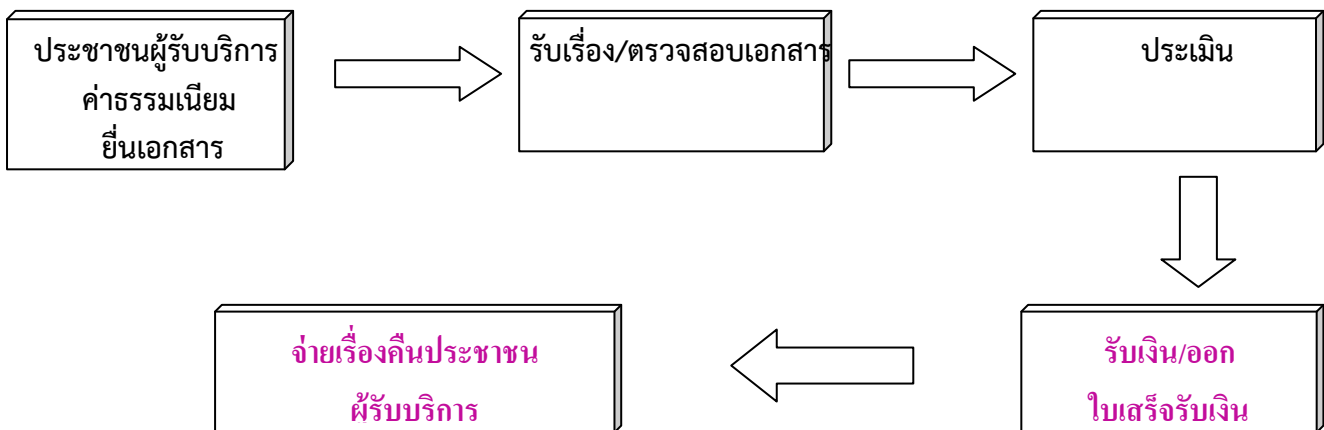 ประชาชนผู้รับบริการ
ค่าธรรมเนียม
ยื่นเอกสาร
รับเรื่อง/ตรวจสอบเอกสาร
ประเมิน
รับเงิน/ออก
ใบเสร็จรับเงิน
จ่ายเรื่องคืนประชาชน
ผู้รับบริการ